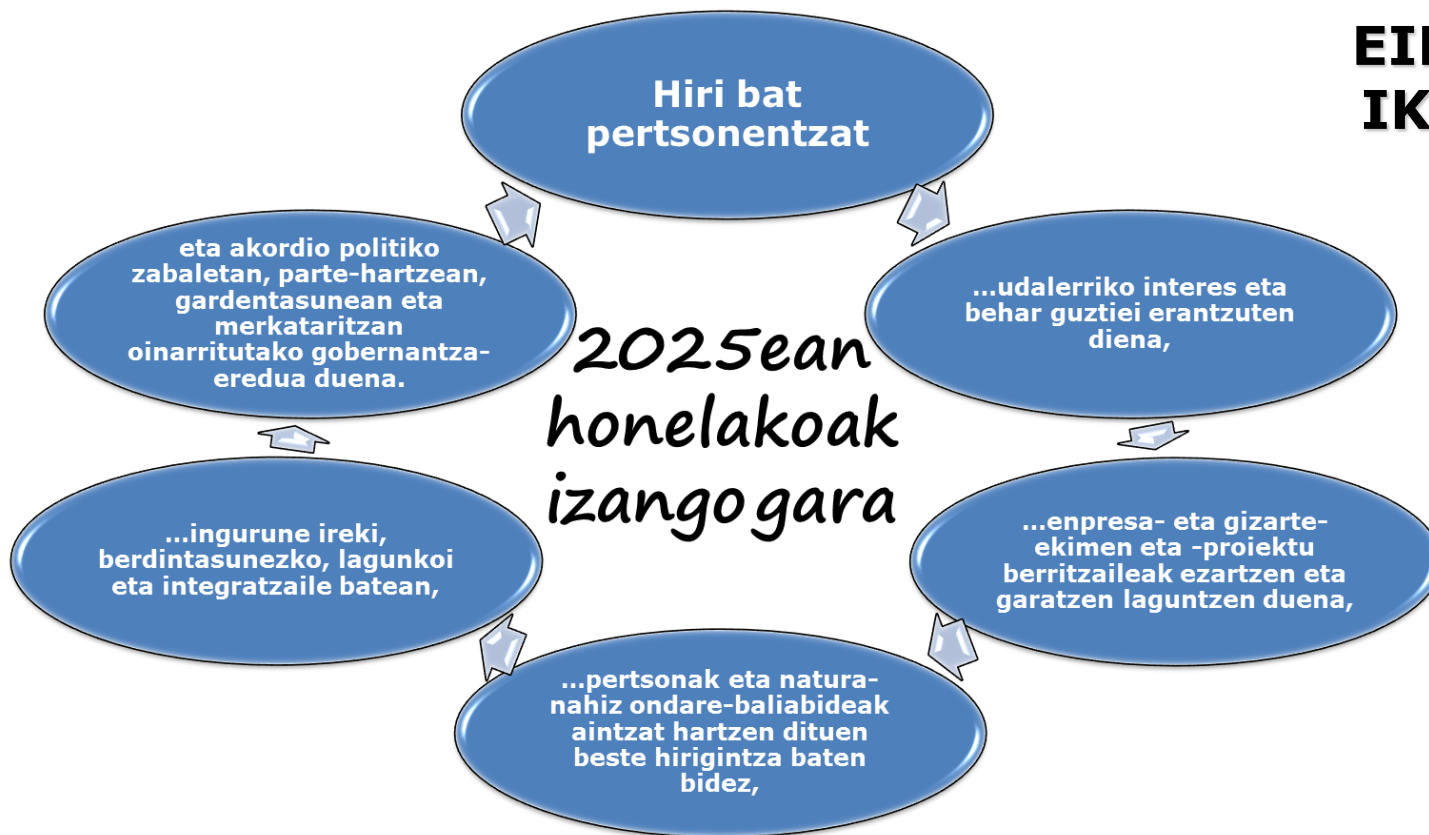 Hiri bat
pertsonentzat
...udalerriko interes eta
behar guztiei erantzuten
diena,
...enpresa- eta gizarte-
ekimen eta -proiektu
berritzaileak ezartzen eta
garatzen laguntzen duena,
...pertsonak eta natura-
nahiz ondare-baliabideak
aintzat hartzen dituen
beste hirigintza baten
bidez,
...ingurune ireki,
berdintasunezko, lagunkoi
eta integratzaile batean,
eta akordio politiko
zabaletan, parte-hartzean,
gardentasunean eta
merkataritzan
oinarritutako gobernantza-
eredua duena.
2025ean
honelakoak
izango gara